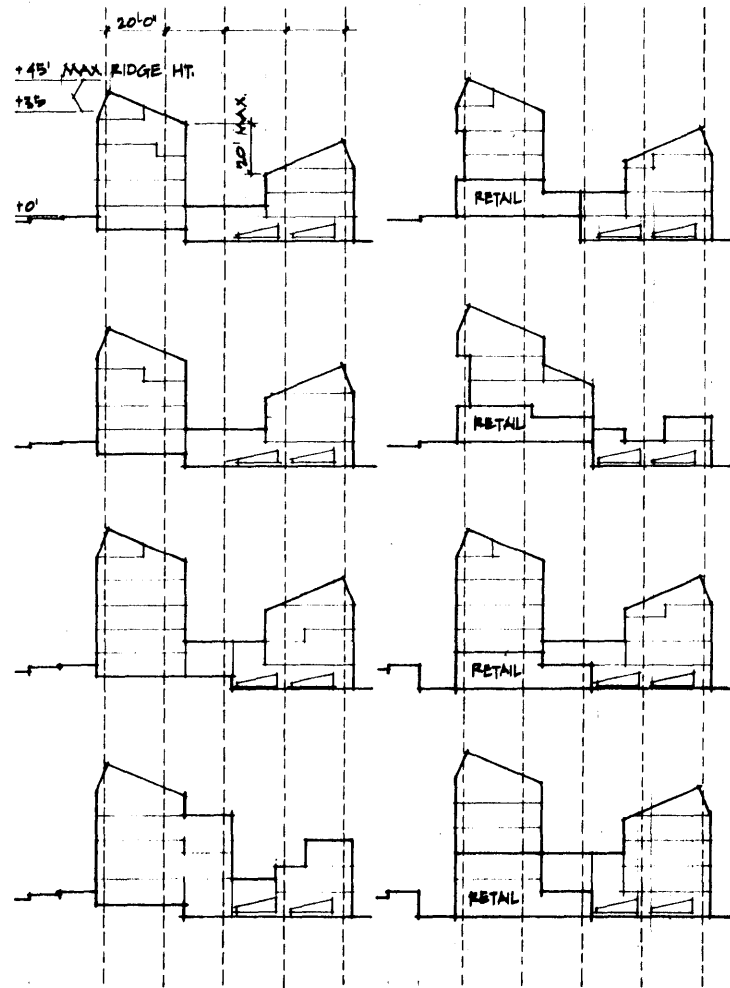 20'-0"
+45' MAX RIDGE HT.
+35
20' MAX.
+0'
RETAIL
RETAIL
RETAIL
RETAIL